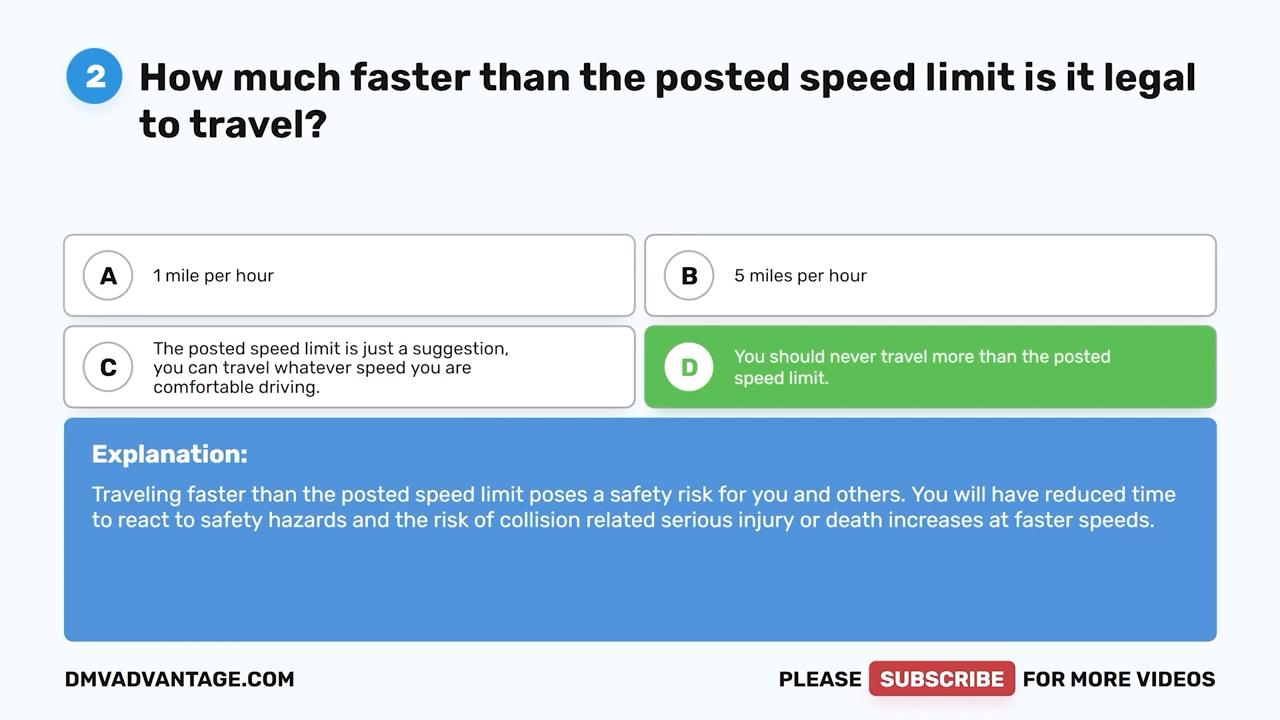 2
How much faster than the posted speed limit is it legal
to travel?
A
1 mile per hour
B
5 miles per hour
C
The posted speed limit is just a suggestion,
you can travel whatever speed you are
comfortable driving.
D
You should never travel more than the posted
speed limit.
Explanation:
Traveling faster than the posted speed limit poses a safety risk for you and others. You will have reduced time
to react to safety hazards and the risk of collision related serious injury or death increases at faster speeds.
DMVADVANTAGE.COM
PLEASE SUBSCRIBE FOR MORE VIDEOS